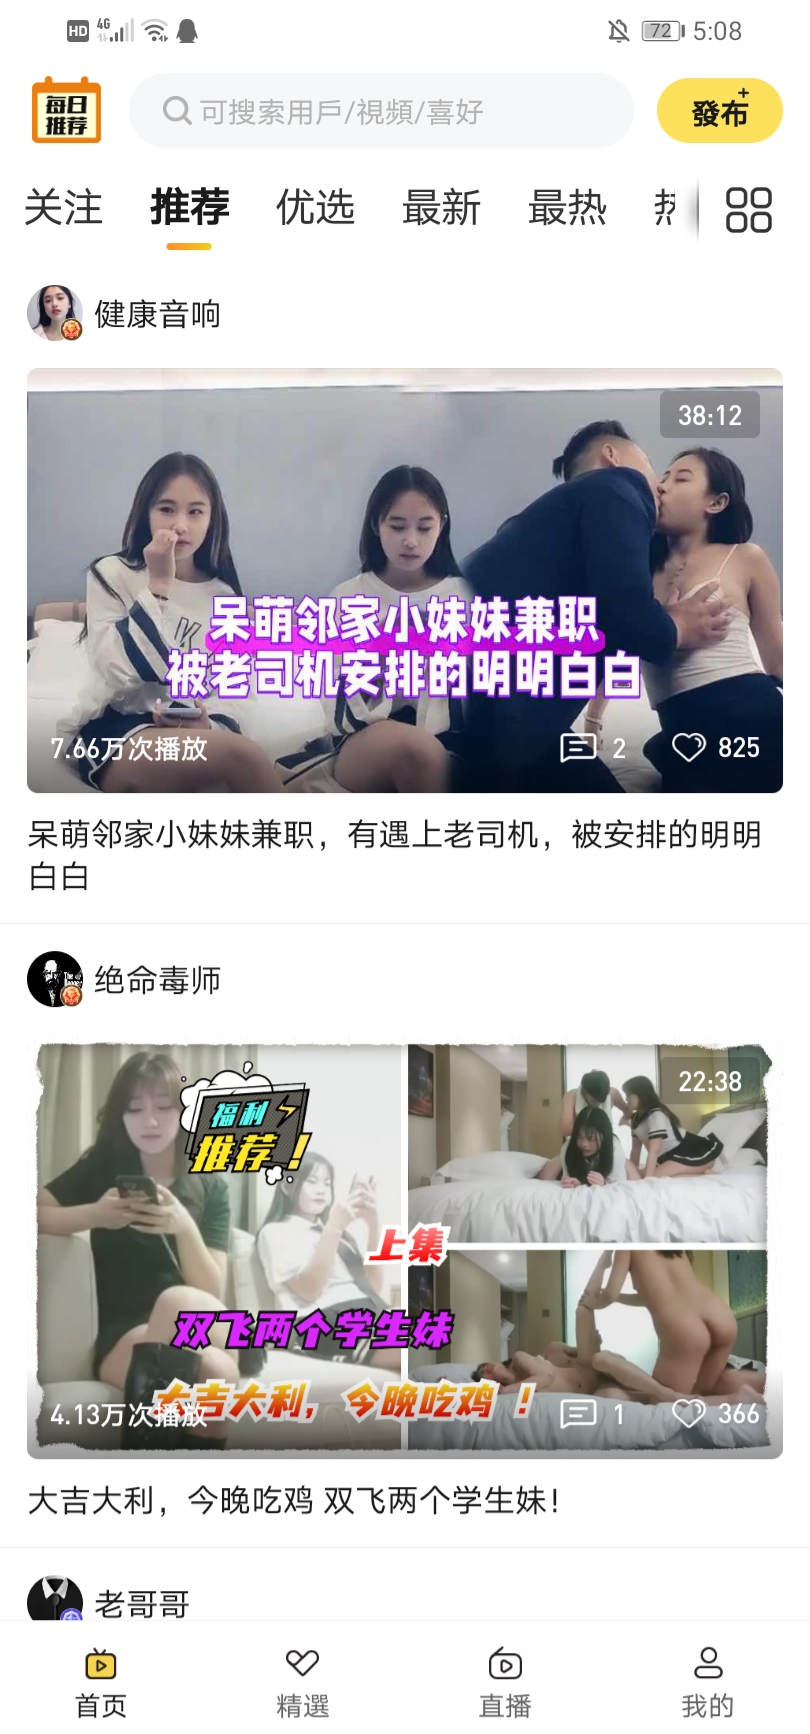 HD 4G 72 5:08
每日
推荐
可搜索用戶/視頻/喜好
發布
关注 推荐 优选 最新 最热
健康音响
38:12
呆萌邻家小妹妹兼职
被老司机安排的明明白白
7.66万次播放 2 825
呆萌邻家小妹妹兼职，有遇上老司机，被安排的明明
白白
绝命毒师
22:38
福利
推荐！
上集
双飞两个学生妹
大吉大利，今晚吃鸡！
4.13万次播放 1 366
大吉大利，今晚吃鸡 双飞两个学生妹！
老哥哥
首页 精選 直播 我的